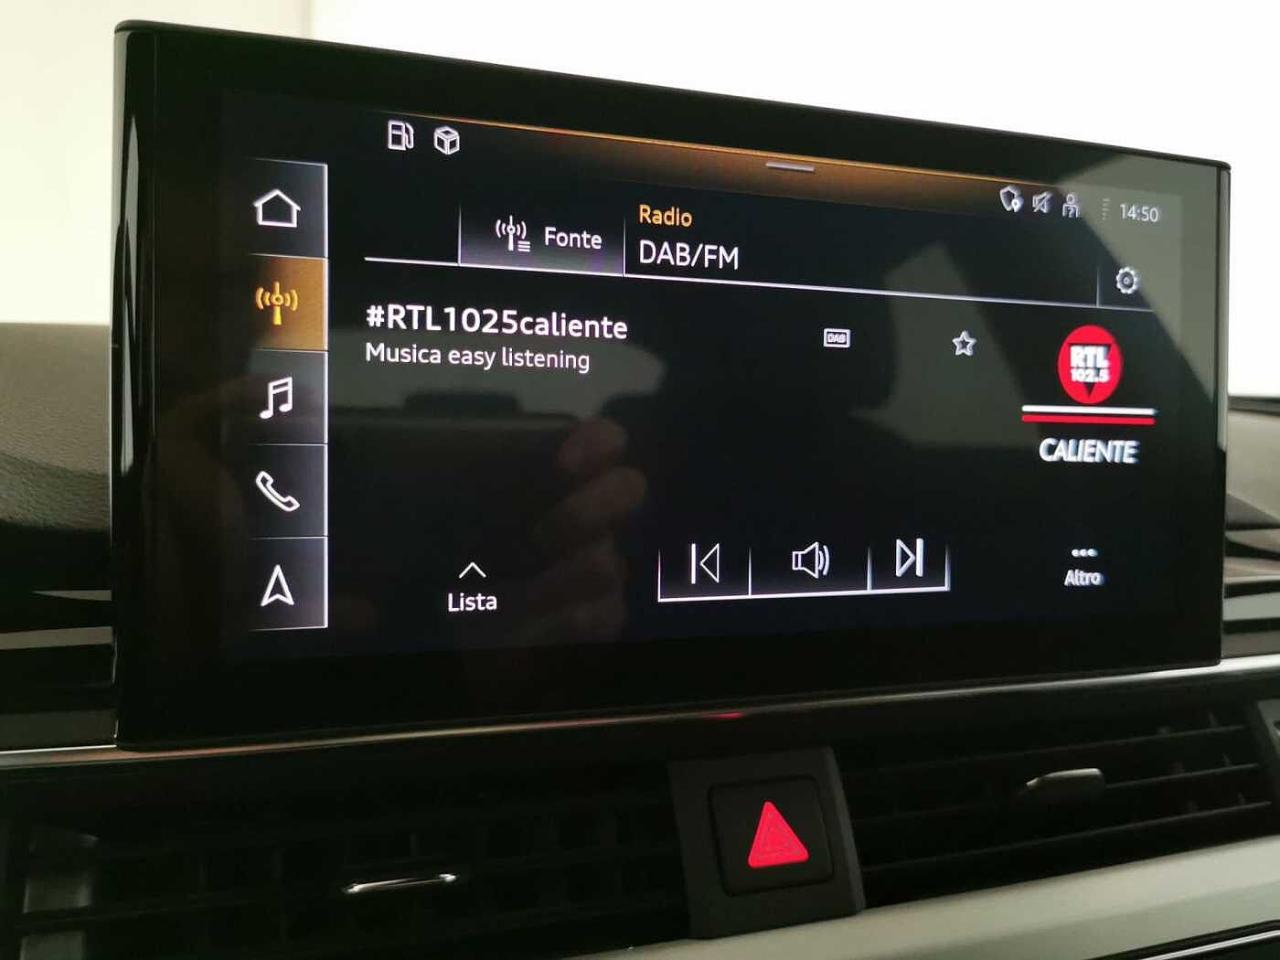 14:50
Fonte
Radio
DAB/FM
#RTL1025caliente
Musica easy listening
DAB
RTL
102.5
CALIENTE
Lista
Altro